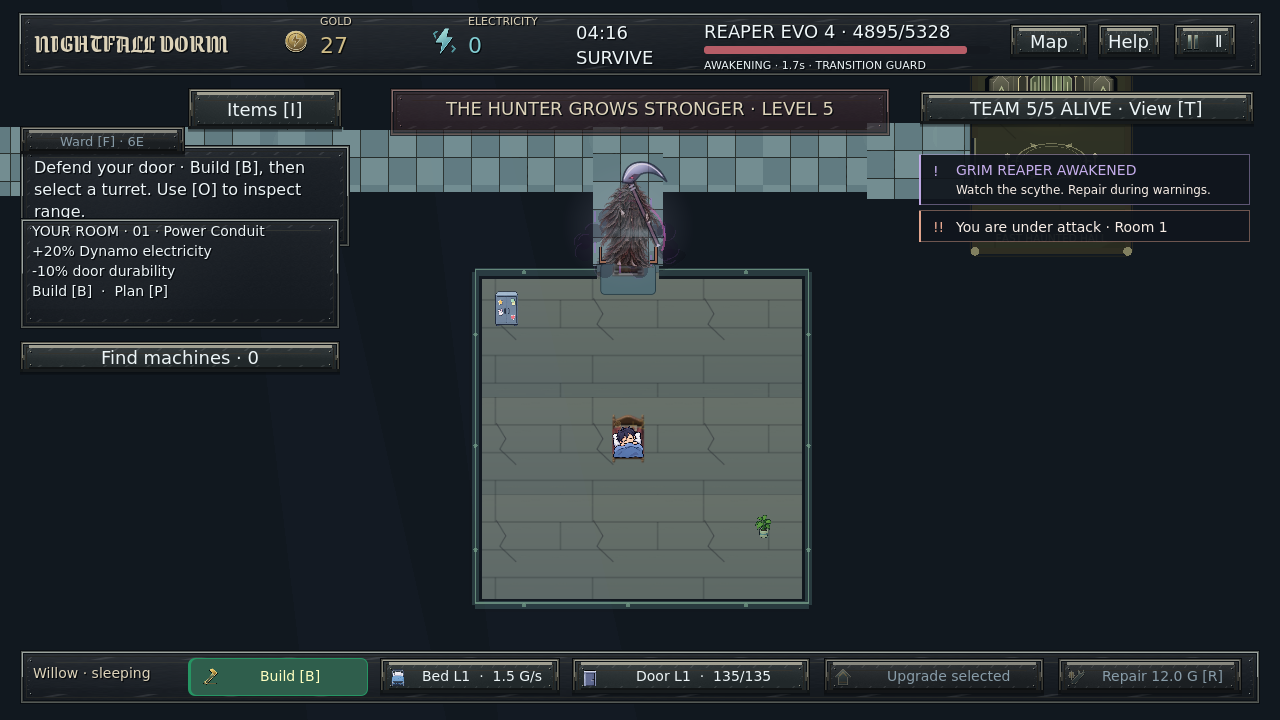 NIGHTFALL DORM
GOLD
27
ELECTRICITY
0
04:16
SURVIVE
REAPER EVO 4 · 4895/5328
AWAKENING · 1.7s · TRANSITION GUARD
Map
Help
II
Items [I]
THE HUNTER GROWS STRONGER · LEVEL 5
TEAM 5/5 ALIVE · View [T]
Ward [F] · 6E
Defend your door · Build [B], then
select a turret. Use [O] to inspect
range.
! GRIM REAPER AWAKENED
Watch the scythe. Repair during warnings.
!! You are under attack · Room 1
YOUR ROOM · 01 · Power Conduit
+20% Dynamo electricity
-10% door durability
Build [B] · Plan [P]
Find machines · 0
Willow · sleeping
Build [B]
Bed L1 · 1.5 G/s
Door L1 · 135/135
Upgrade selected
Repair 12.0 G [R]